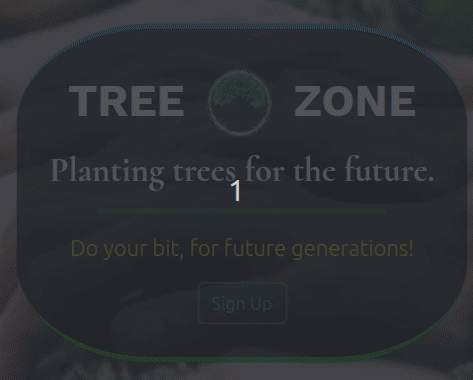 TREE ZONE
Planting trees for the future.
1
Do your bit, for future generations!
Sign Up